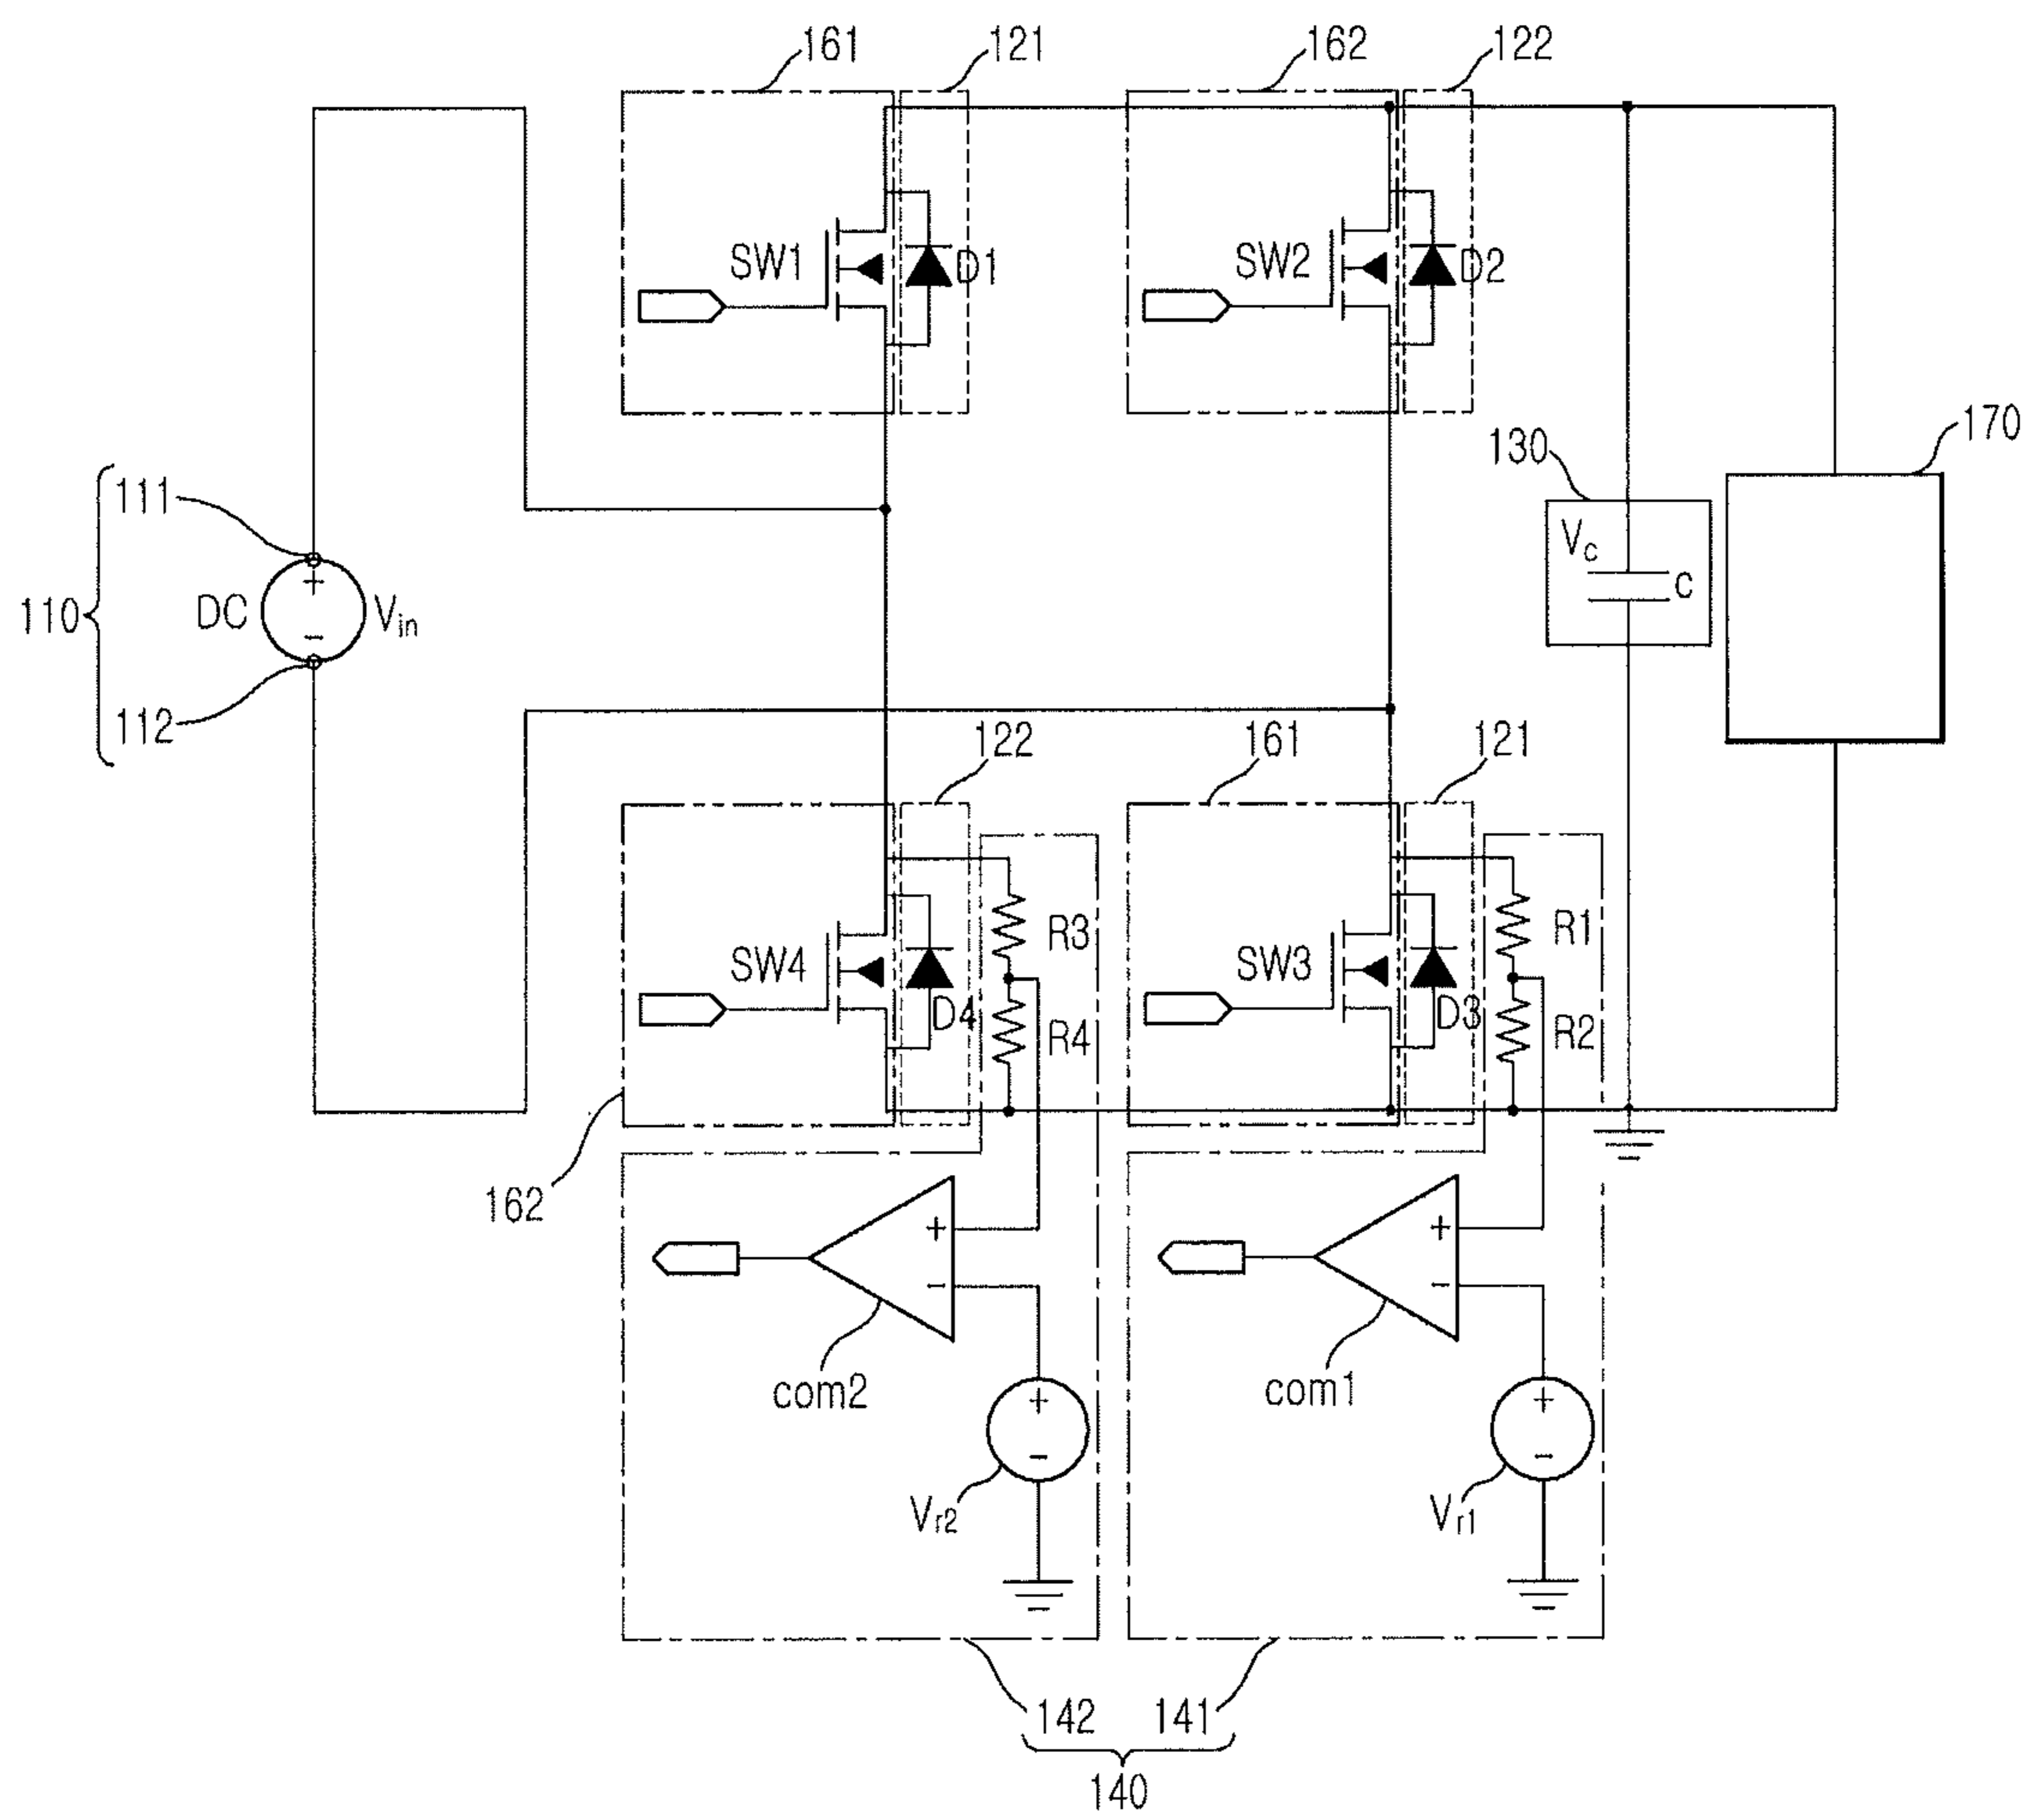 161 121 162 122
SW1 D1 SW2 D2
170
130
111
Vc
C
110 DC + - Vin
112
122 161 121
R3 R1
SW4 SW3
D4 R4 D3 R2
162
+ +
- -
com2 com1
+ +
- -
Vr2 Vr1
142 141
140